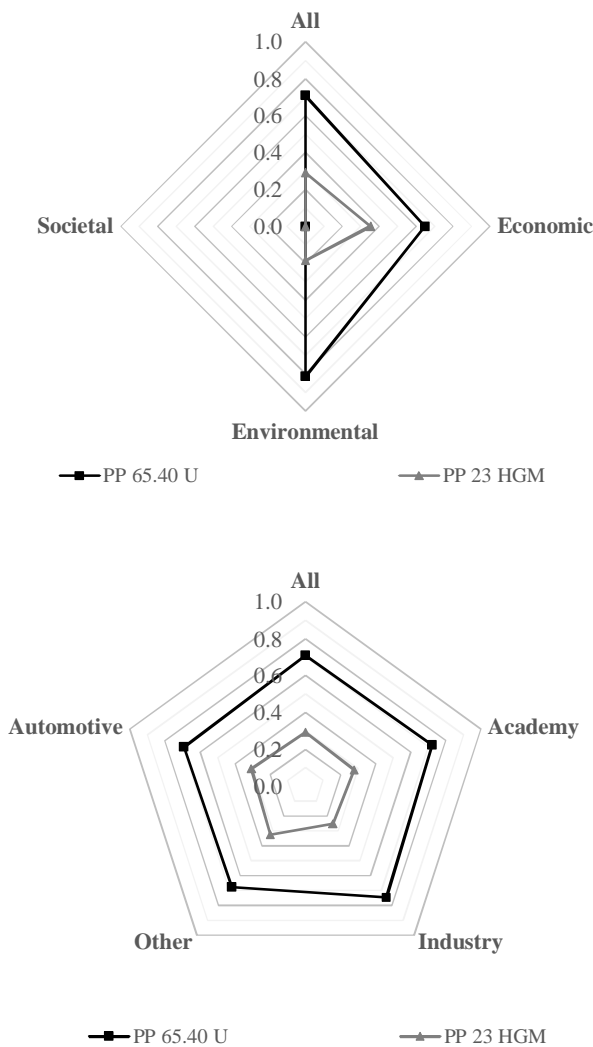 All
1.0
0.8
0.6
0.4
0.2
Societal 0.0 Economic
Environmental
PP 65.40 U PP 23 HGM
All
1.0
0.8
Automotive 0.6 Academy
0.4
0.2
0.0
Other Industry
PP 65.40 U PP 23 HGM